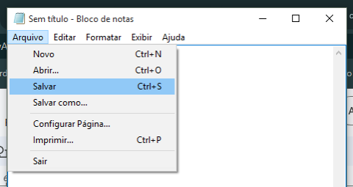 Sem título - Bloco de notas
Arquivo Editar Formatar Exibir Ajuda
Novo Ctrl+N
Abrir... Ctrl+O
Salvar Ctrl+S
Salvar como...
Configurar Página...
Imprimir... Ctrl+P
Sair